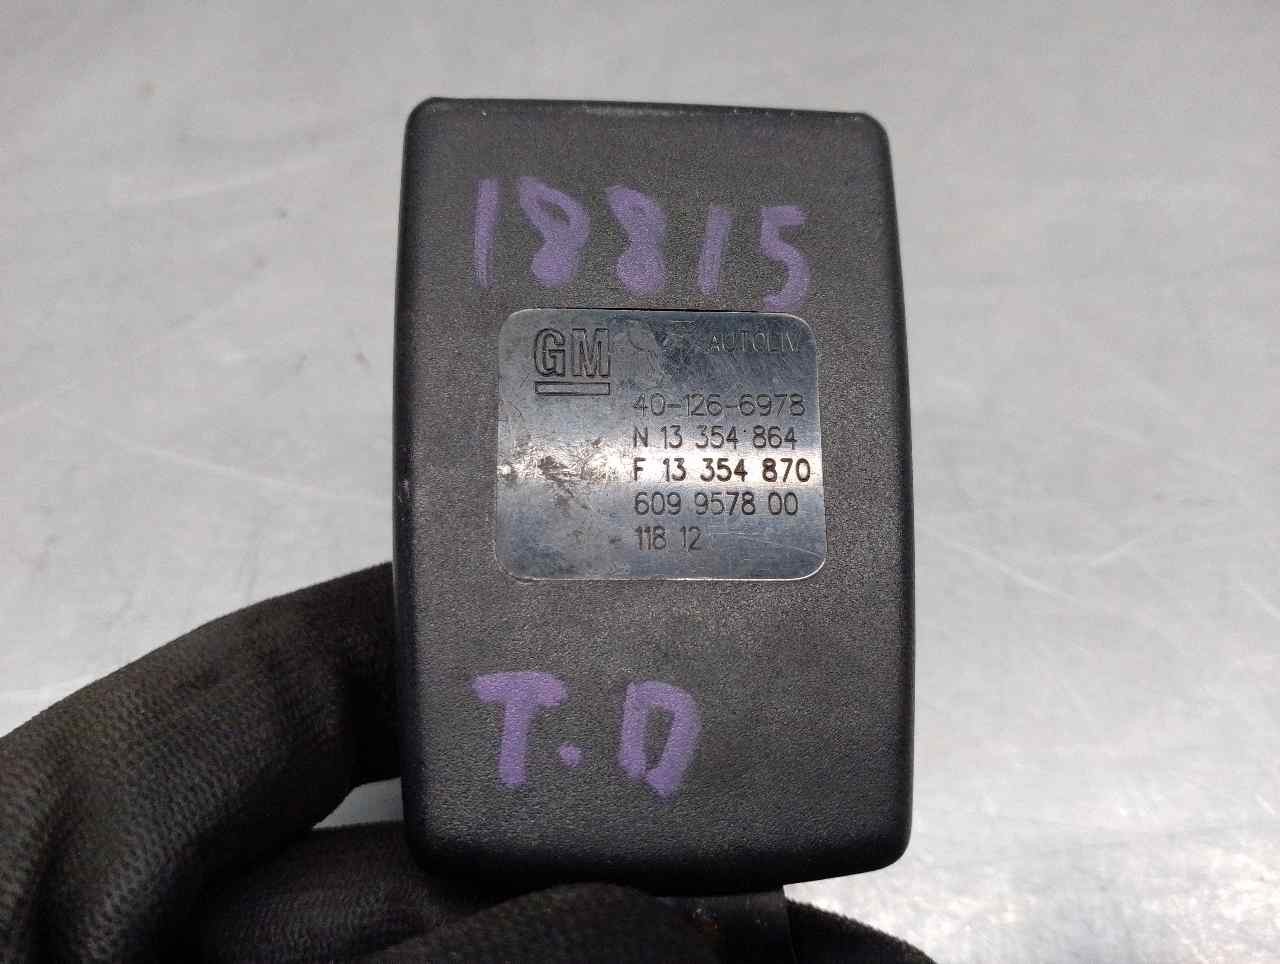 18815
GM AUTOLIV
40-126-6978
N 13 354 864
F 13 354 870
609 9578 00
118 12
T.D